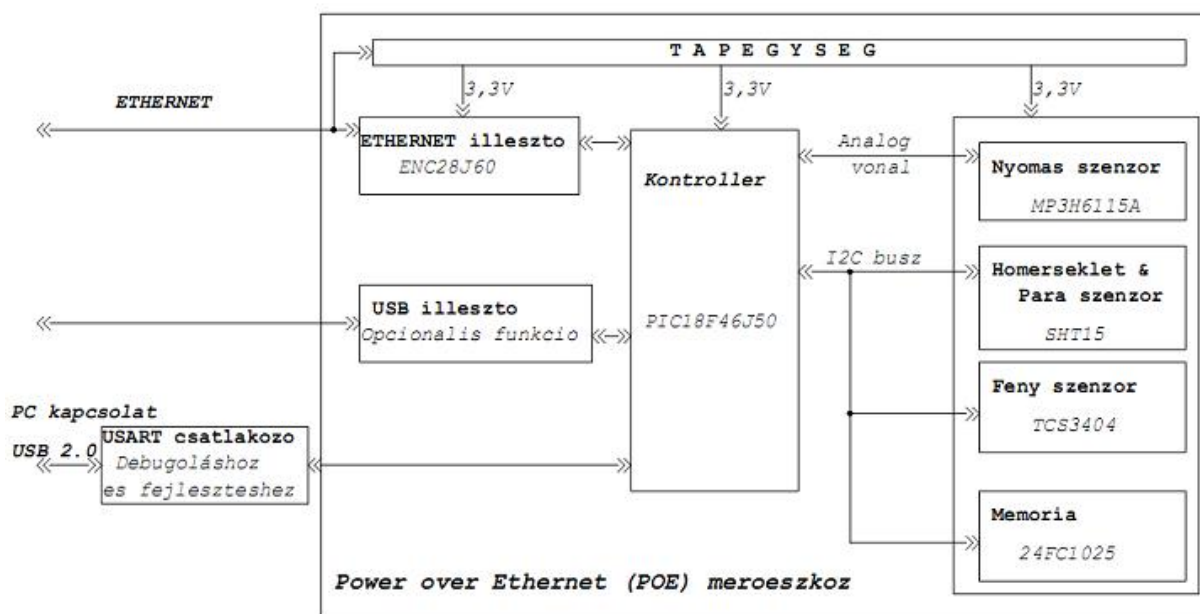 T A P E G Y S E G
3,3V
3,3V
3,3V
ETHERNET
ETHERNET illeszto
ENC28J60
Kontroller
PIC18F46J50
Analog
vonal
Nyomas szenzor
MP3H6115A
I2C busz
Homerseklet &
Para szenzor
SHT15
USB illeszto
Opcionalis funkcio
Feny szenzor
TCS3404
PC kapcsolat
USB 2.0
USART csatlakozo
Debugoláshoz
es fejleszteshez
Memoria
24FC1025
Power over Ethernet (POE) meroeszkoz